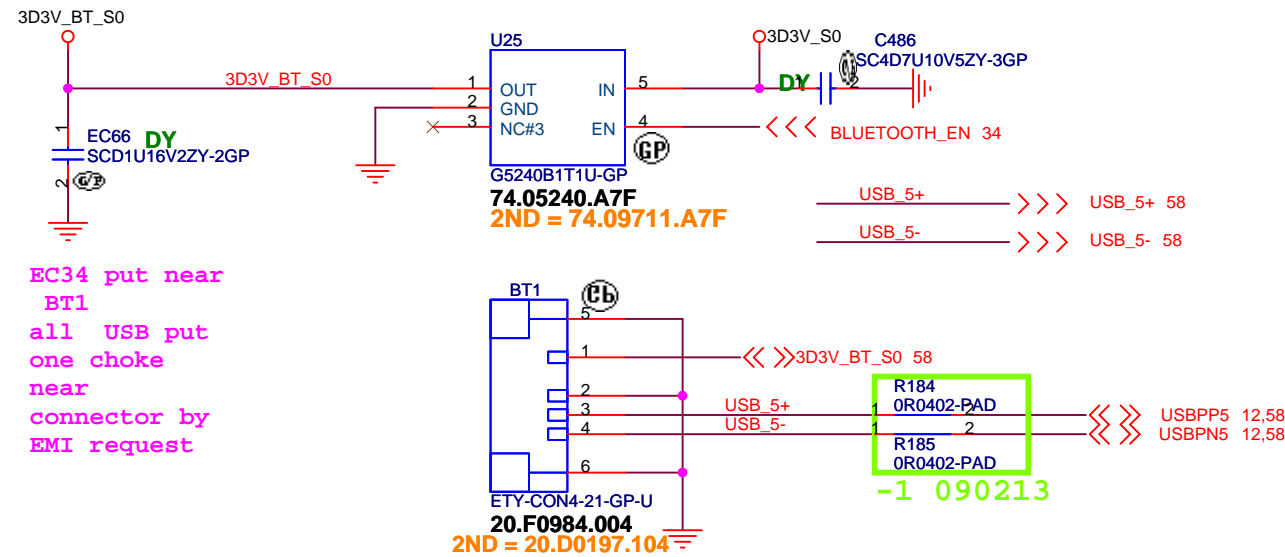 3D3V_BT_S0
3D3V_BT_S0
1
EC66 DY
SCD1U16V2ZY-2GP
2
U25
1 OUT IN 5
2 GND
3 NC#3 EN 4
GP
G5240B1T1U-GP
74.05240.A7F
2ND = 74.09711.A7F
3D3V_S0
C486
SC4D7U10V5ZY-3GP
DY 1 2
BLUETOOTH_EN 34
USB_5+ USB_5+ 58
USB_5- USB_5- 58
EC34 put near
BT1
all USB put
one choke
near
connector by
EMI request
BT1
5
1 3D3V_BT_S0 58
2
3 USB_5+
4 USB_5-
6
ETY-CON4-21-GP-U
20.F0984.004
2ND = 20.D0197.104
R184
0R0402-PAD
1 2 USBPP5 12,58
1 2 USBPN5 12,58
R185
0R0402-PAD
-1 090213